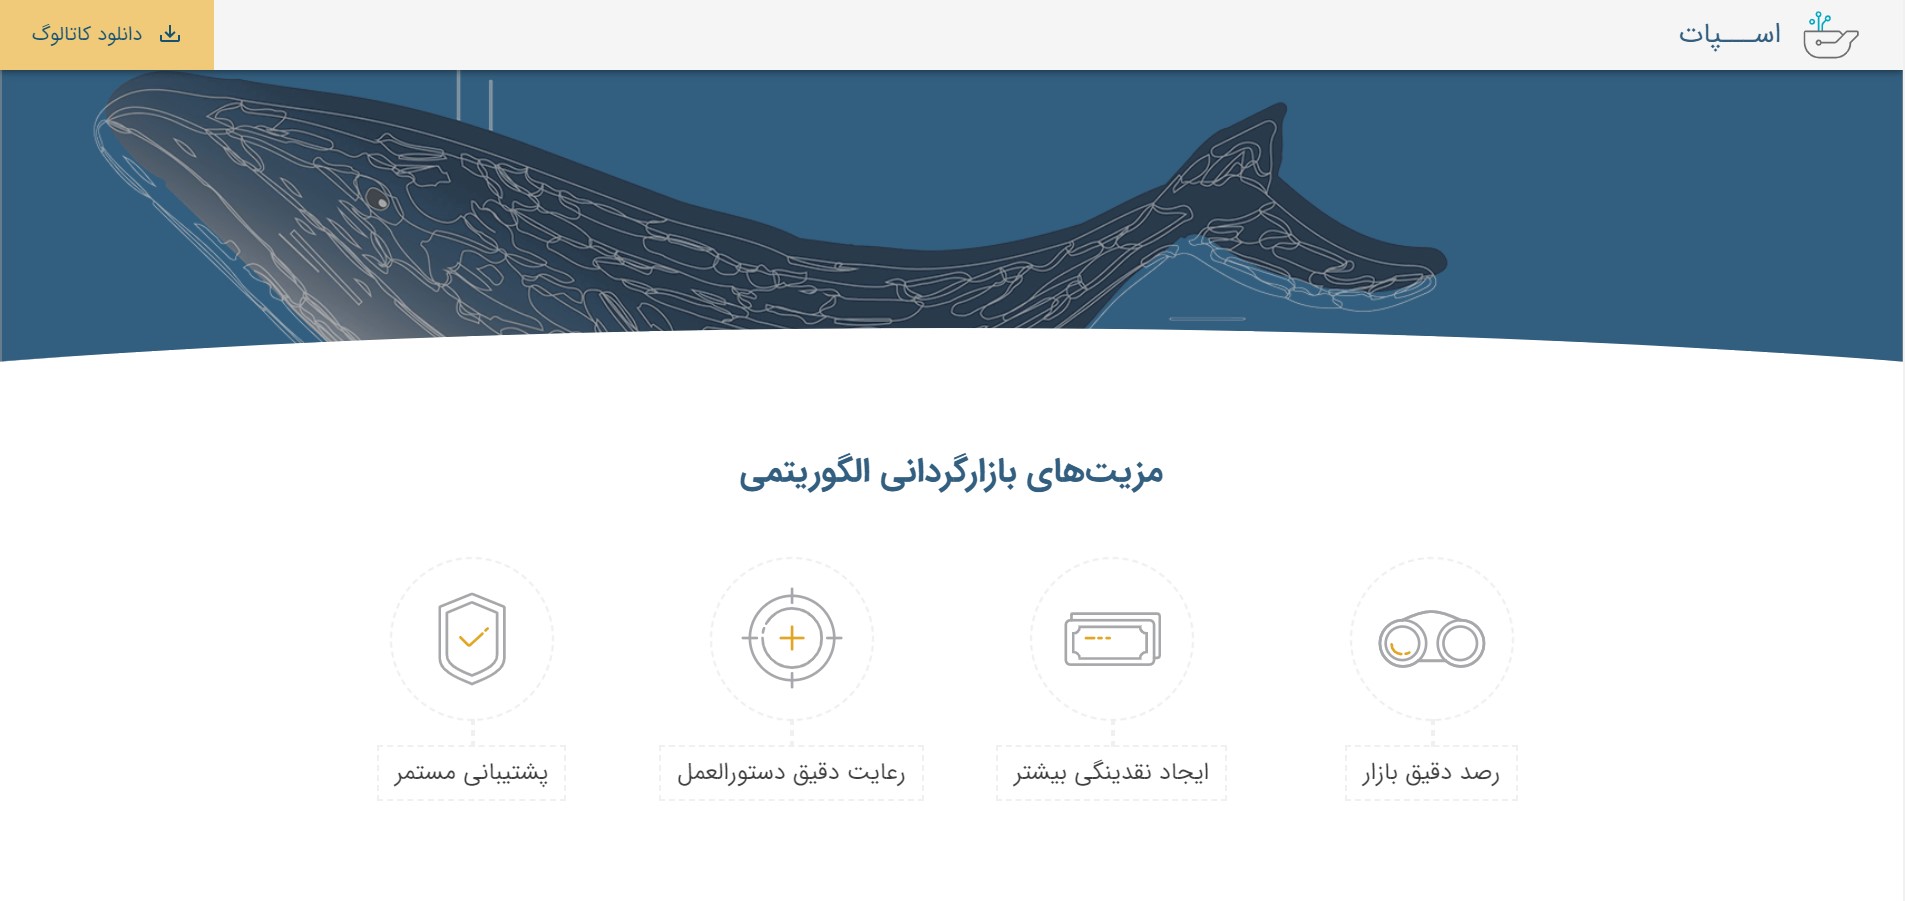 اســـپات
دانلود کاتالوگ
مزیت‌های بازارگردانی الگوریتمی
رصد دقیق بازار
ایجاد نقدینگی بیشتر
رعایت دقیق دستورالعمل
پشتیبانی مستمر